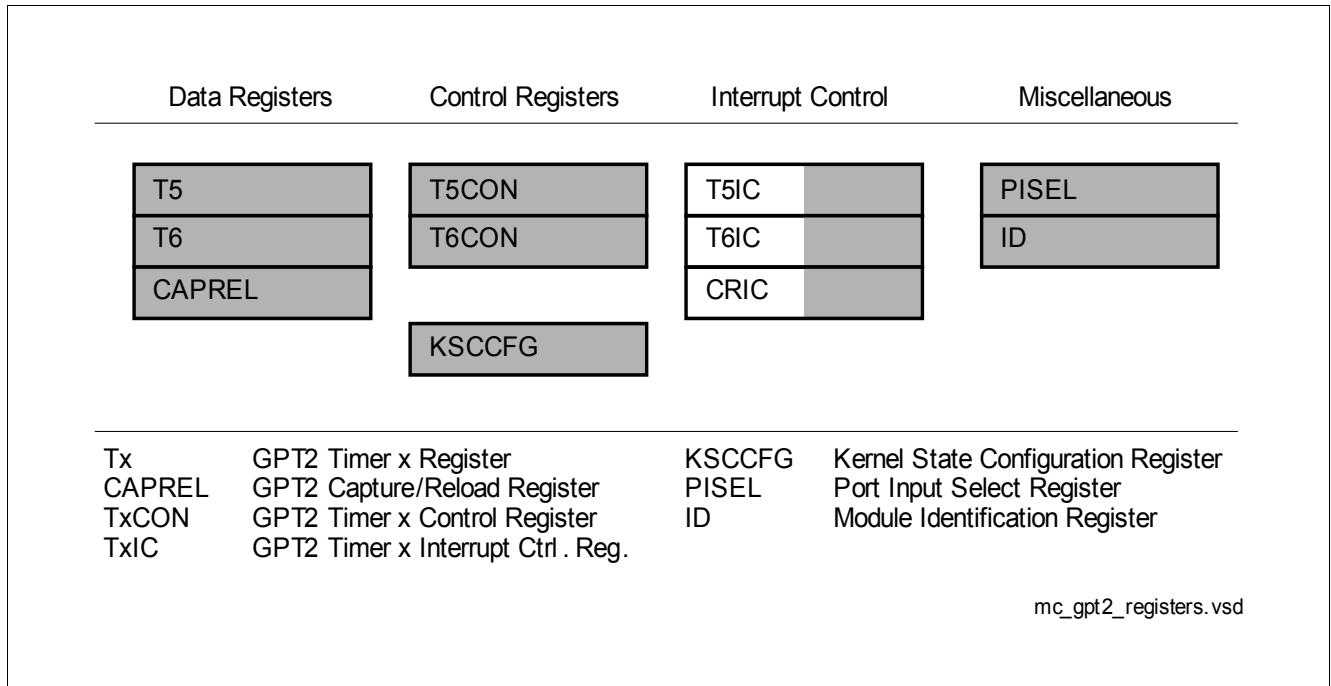 Data Registers Control Registers Interrupt Control Miscellaneous
T5 T5CON T5IC PISEL
T6 T6CON T6IC ID
CAPREL CRIC
KSCCFG
Tx GPT2 Timer x Register KSCCFG Kernel State Configuration Register
CAPREL GPT2 Capture/Reload Register PISEL Port Input Select Register
TxCON GPT2 Timer x Control Register ID Module Identification Register
TxIC GPT2 Timer x Interrupt Ctrl . Reg.
mc_gpt2_registers.vsd